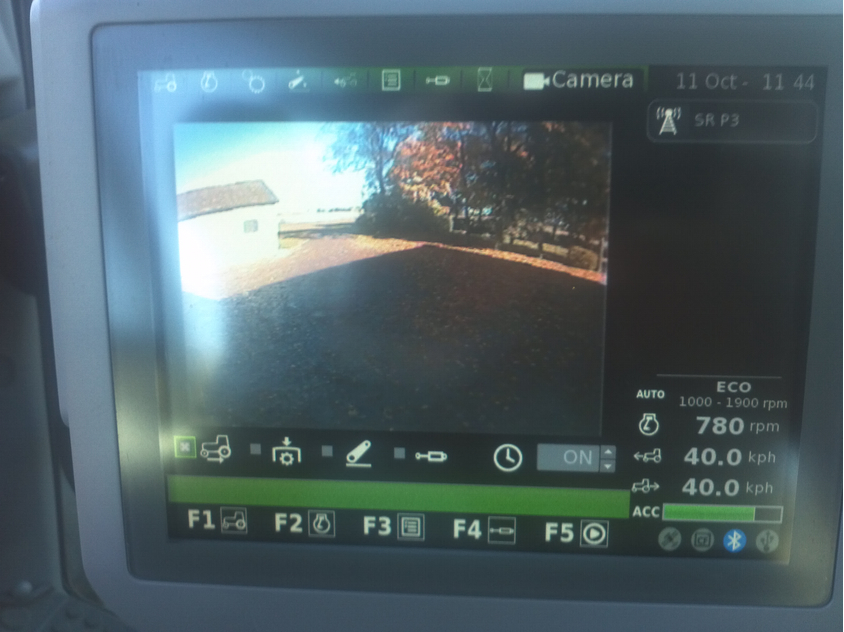 Camera
11 Oct - 11 44
SR P3
AUTO
ECO
1000 - 1900 rpm
780 rpm
40.0 kph
40.0 kph
ACC
ON
F1 F2 F3 F4 F5